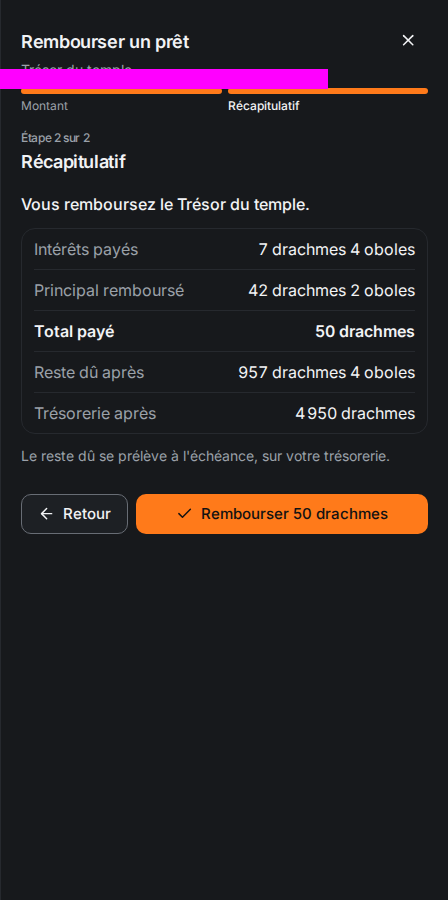 Rembourser un prêt
Trésor du temple
Montant
Récapitulatif
Étape 2 sur 2
Récapitulatif
Vous remboursez le Trésor du temple.
Intérêts payés 7 drachmes 4 oboles
Principal remboursé 42 drachmes 2 oboles
Total payé 50 drachmes
Reste dû après 957 drachmes 4 oboles
Trésorerie après 4 950 drachmes
Le reste dû se prélève à l'échéance, sur votre trésorerie.
Retour
Rembourser 50 drachmes